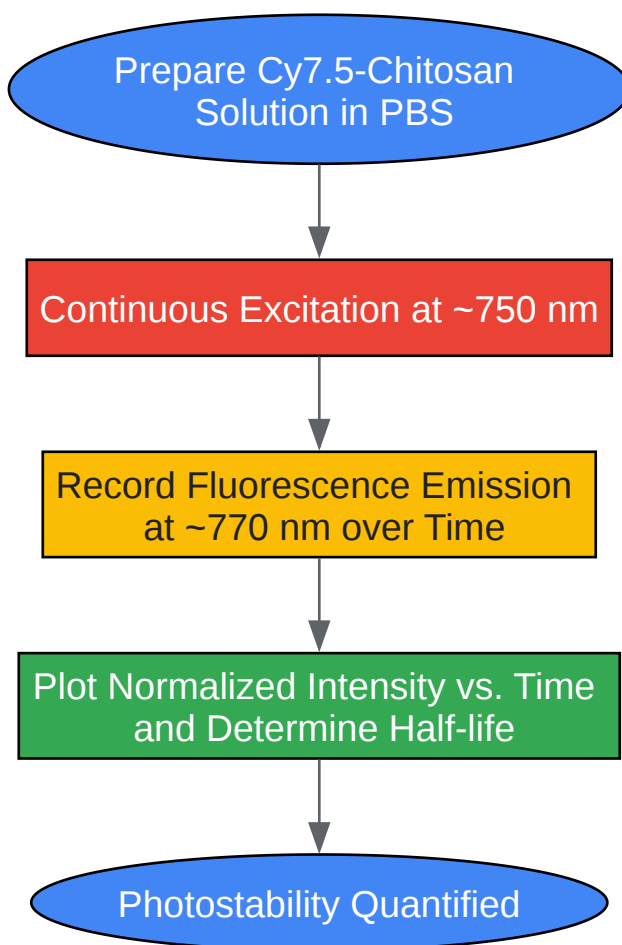 Prepare Cy7.5-Chitosan
Solution in PBS
Continuous Excitation at ~750 nm
Record Fluorescence Emission
at ~770 nm over Time
Plot Normalized Intensity vs. Time
and Determine Half-life
Photostability Quantified